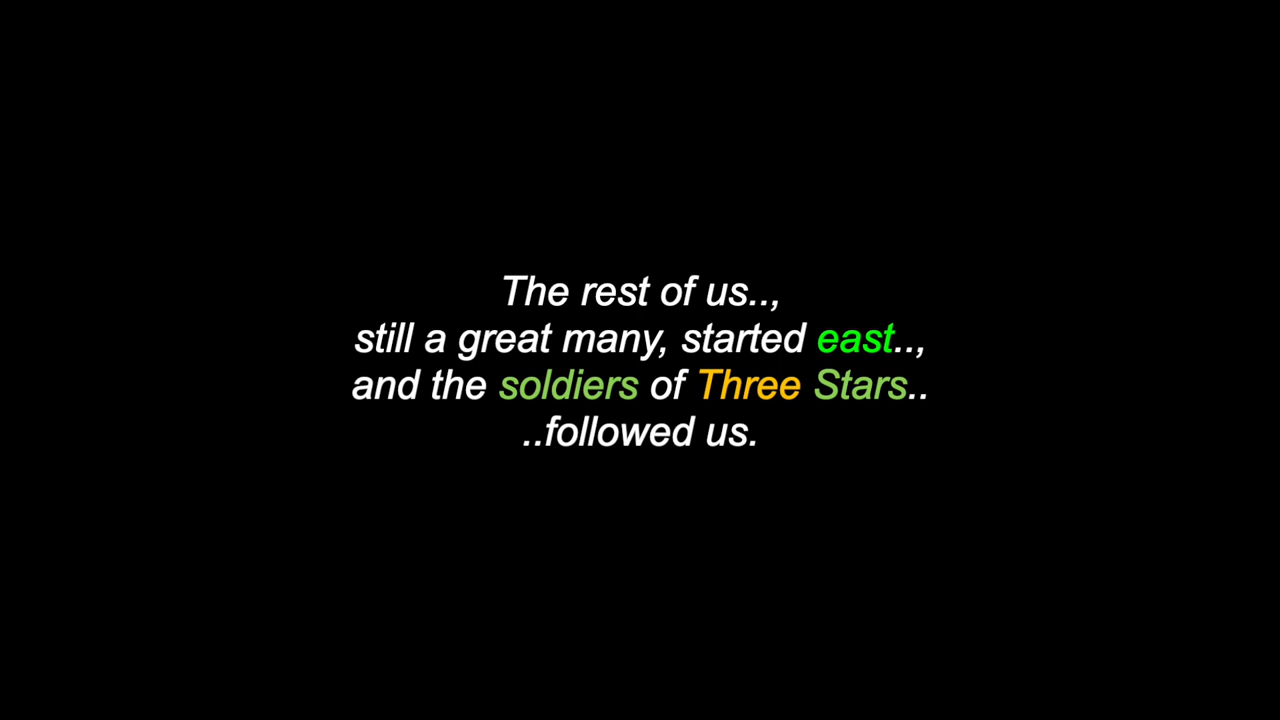 The rest of us..,
still a great many, started east..,
and the soldiers of Three Stars..
..followed us.